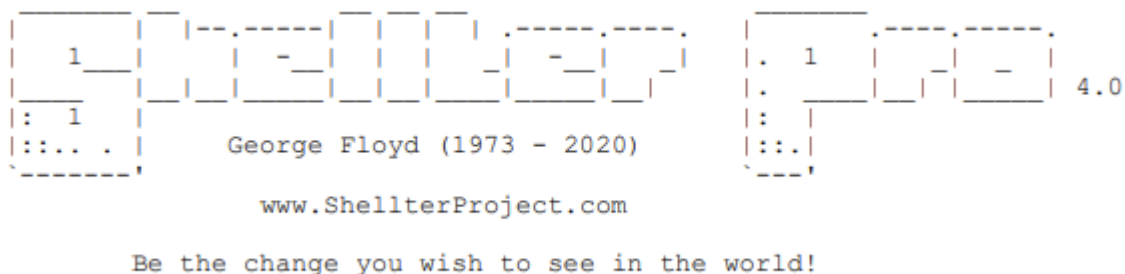 Shellter Pro 4.0
George Floyd (1973 - 2020)
www.ShellterProject.com
Be the change you wish to see in the world!